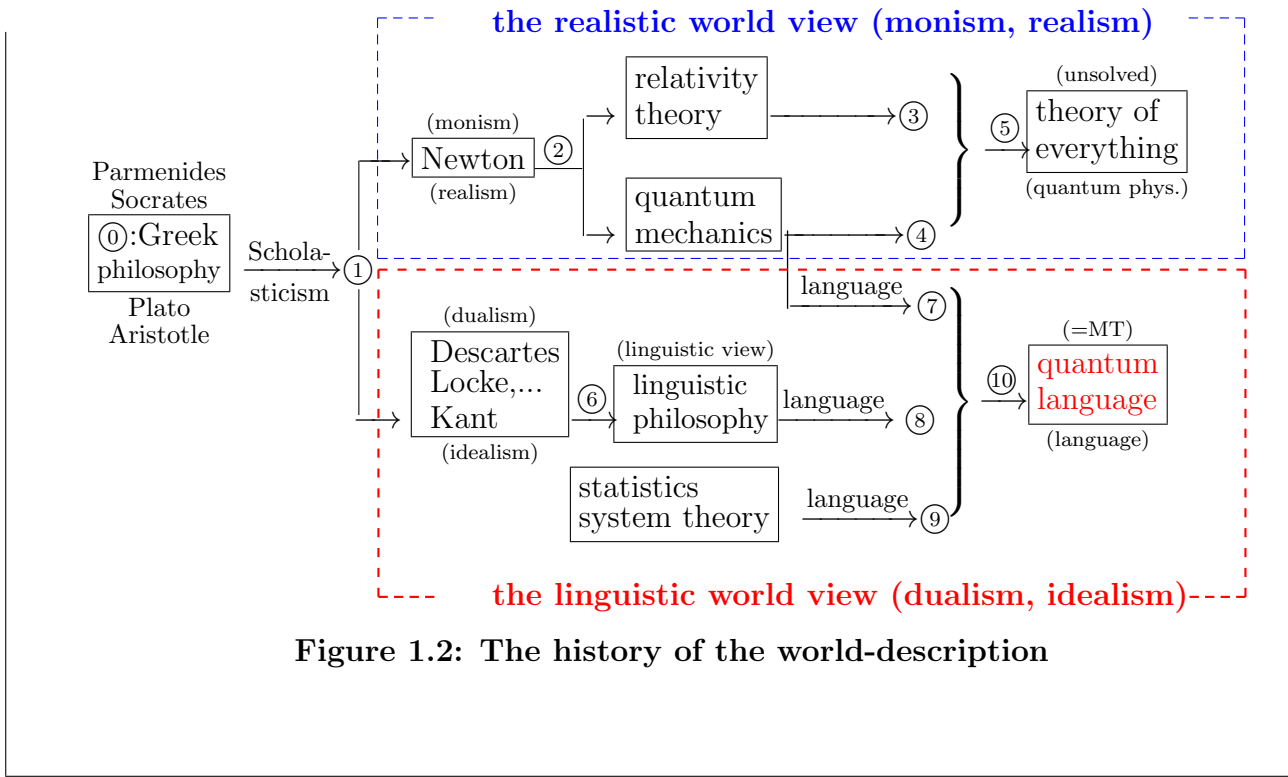 the realistic world view (monism, realism)
Parmenides
Socrates
⓪:Greek
philosophy
Plato
Aristotle
Schola-
sticism
①
(monism)
Newton
(realism)
②
relativity
theory
③
quantum
mechanics
④
⑤
(unsolved)
theory of
everything
(quantum phys.)
language
⑦
(dualism)
Descartes
Locke,...
Kant
(idealism)
⑥
(linguistic view)
linguistic
philosophy
language
⑧
statistics
system theory
language
⑨
⑩
(=MT)
quantum
language
(language)
the linguistic world view (dualism, idealism)
Figure 1.2: The history of the world-description